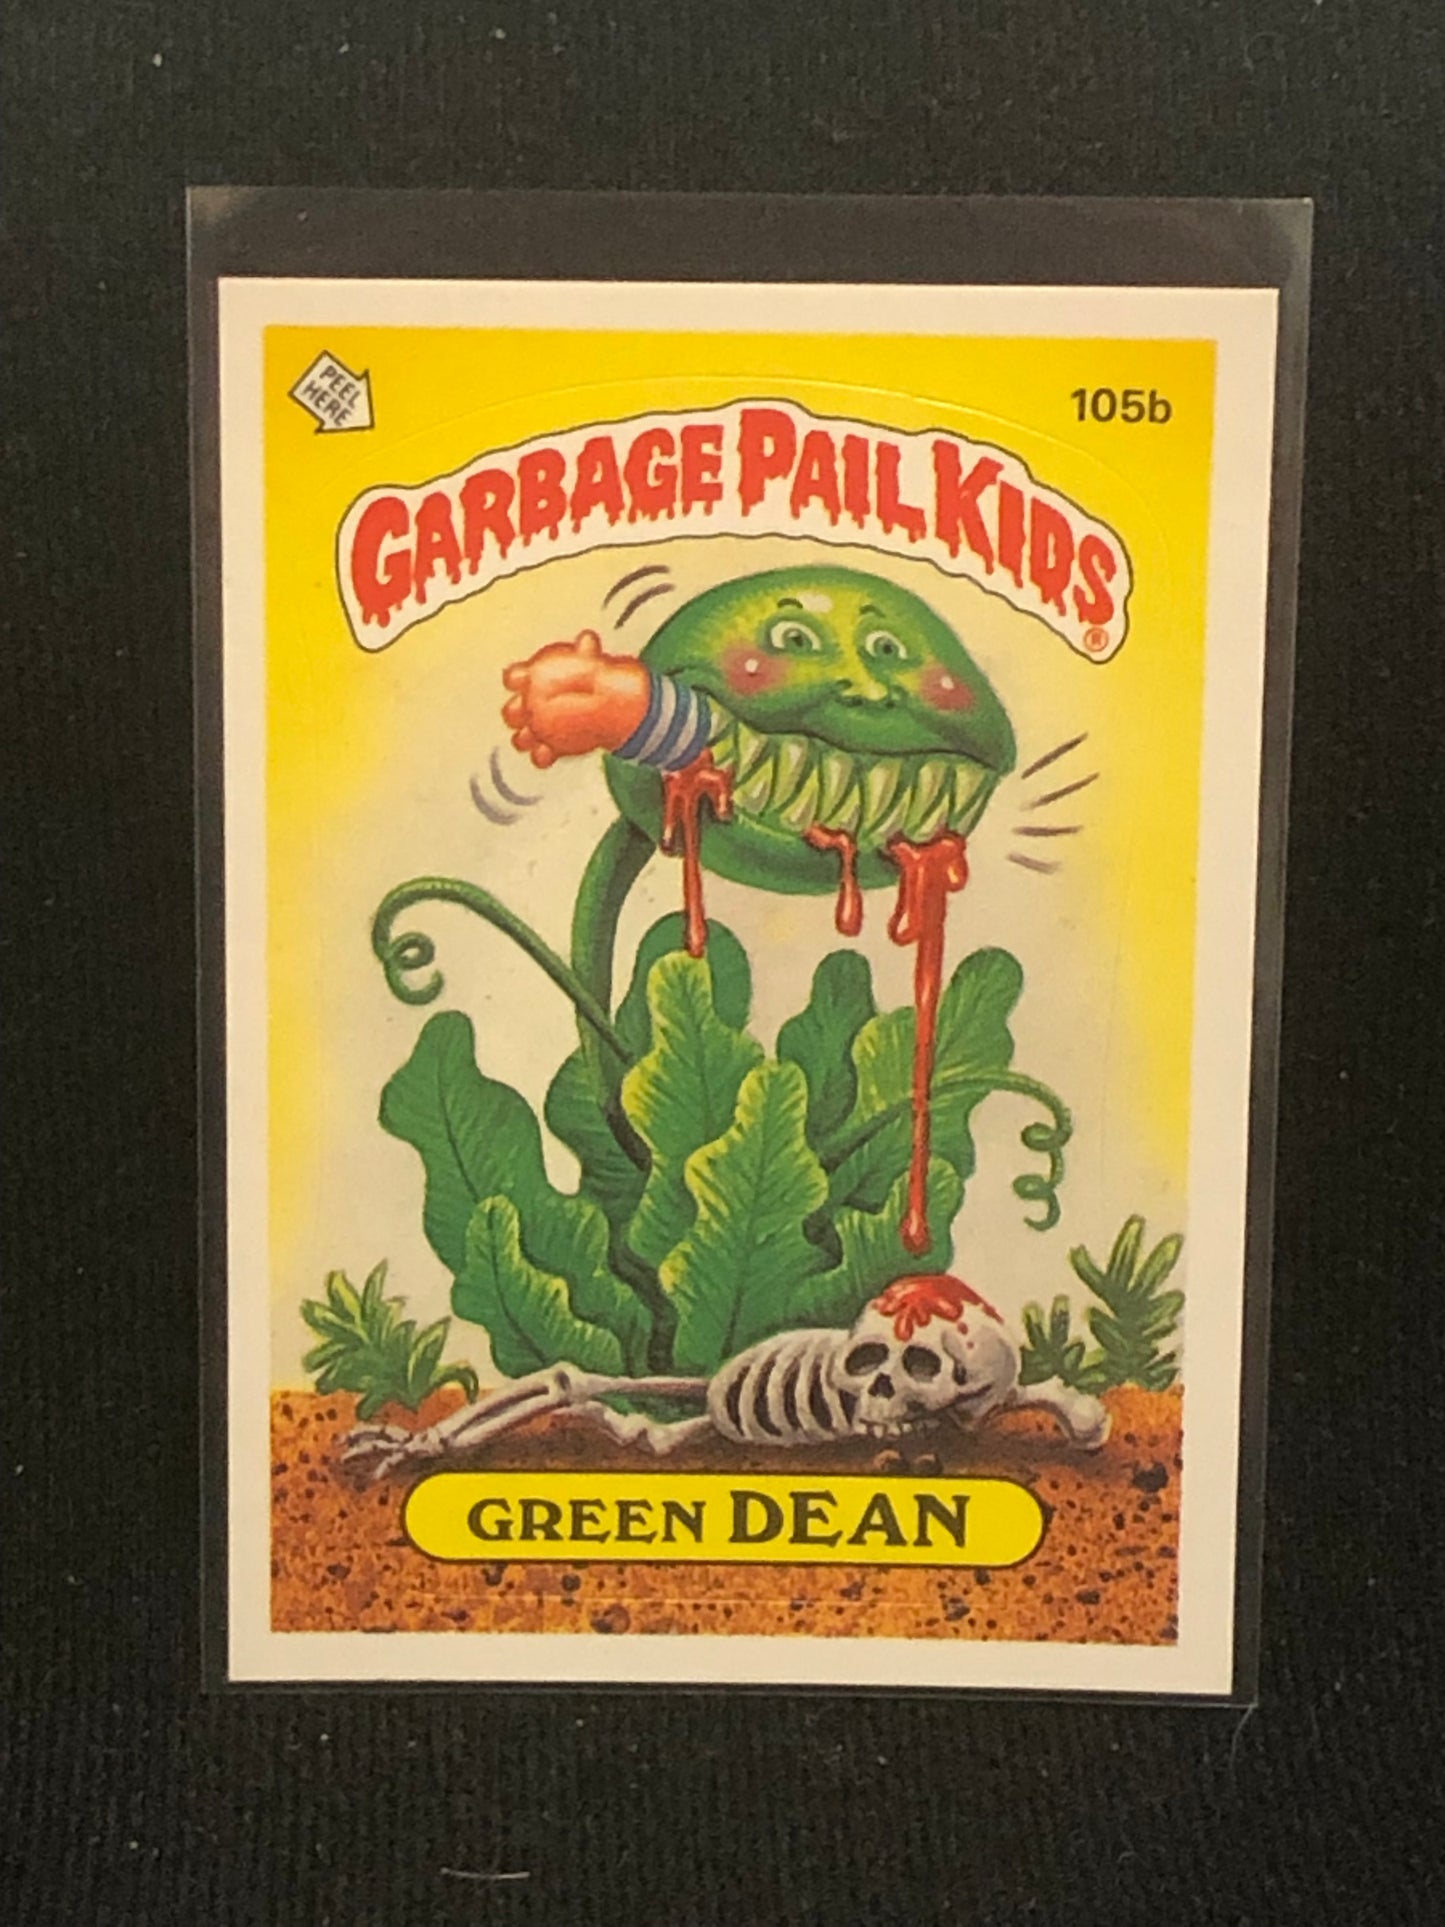 PEEL
HERE
105b
GARBAGE PAIL KIDS
®
GREEN DEAN